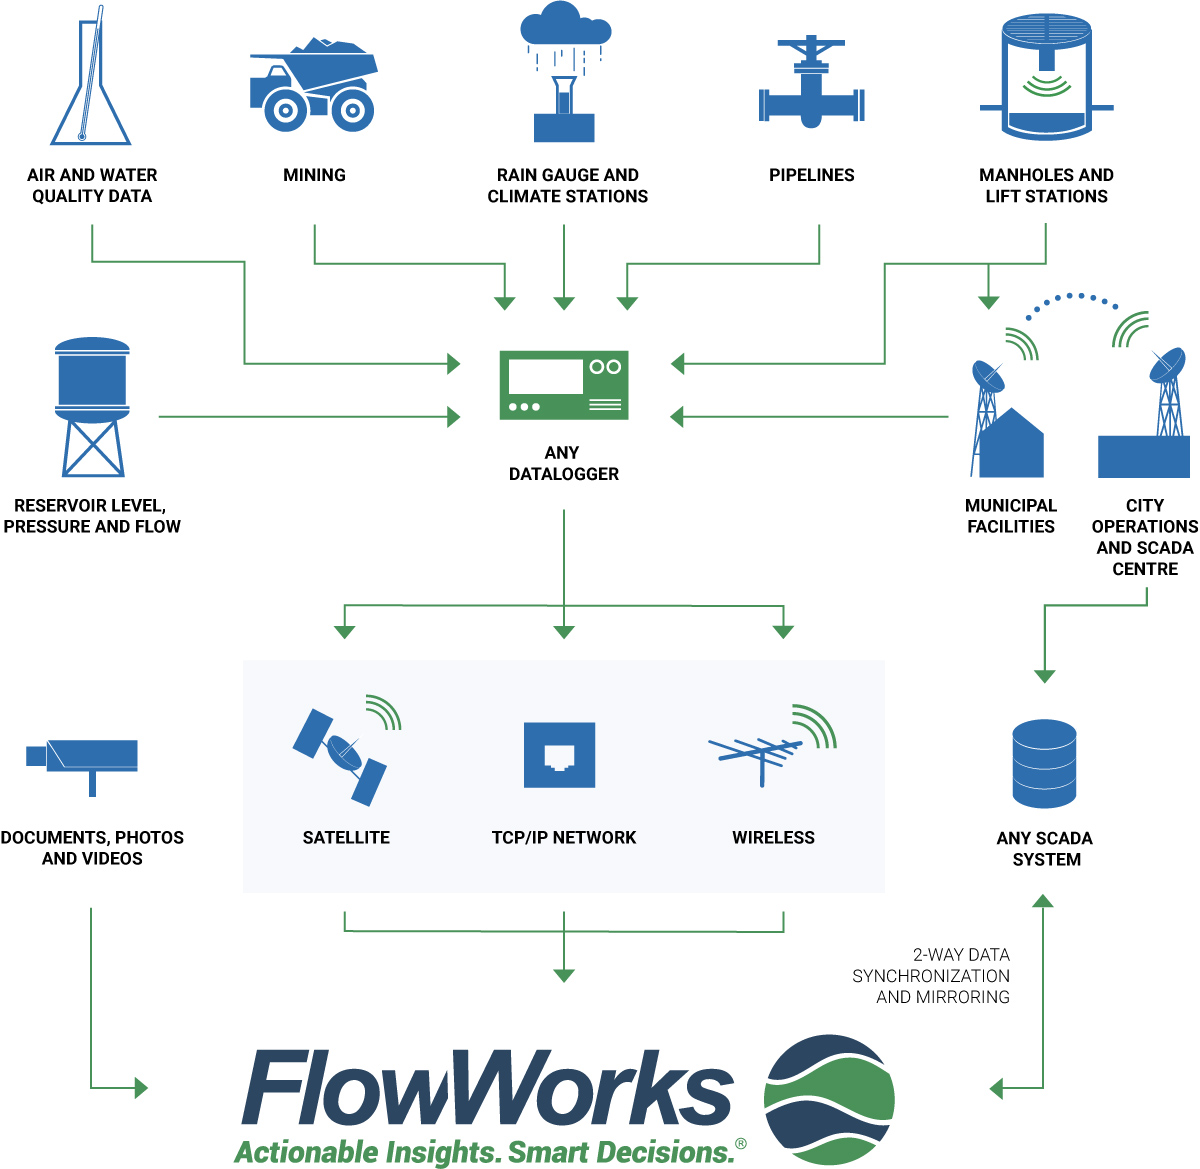 AIR AND WATER
QUALITY DATA
MINING
RAIN GAUGE AND
CLIMATE STATIONS
PIPELINES
MANHOLES AND
LIFT STATIONS
RESERVOIR LEVEL,
PRESSURE AND FLOW
ANY
DATALOGGER
MUNICIPAL
FACILITIES
CITY
OPERATIONS
AND SCADA
CENTRE
DOCUMENTS, PHOTOS
AND VIDEOS
SATELLITE
TCP/IP NETWORK
WIRELESS
ANY SCADA
SYSTEM
2-WAY DATA
SYNCHRONIZATION
AND MIRRORING
FlowWorks
Actionable Insights. Smart Decisions.®